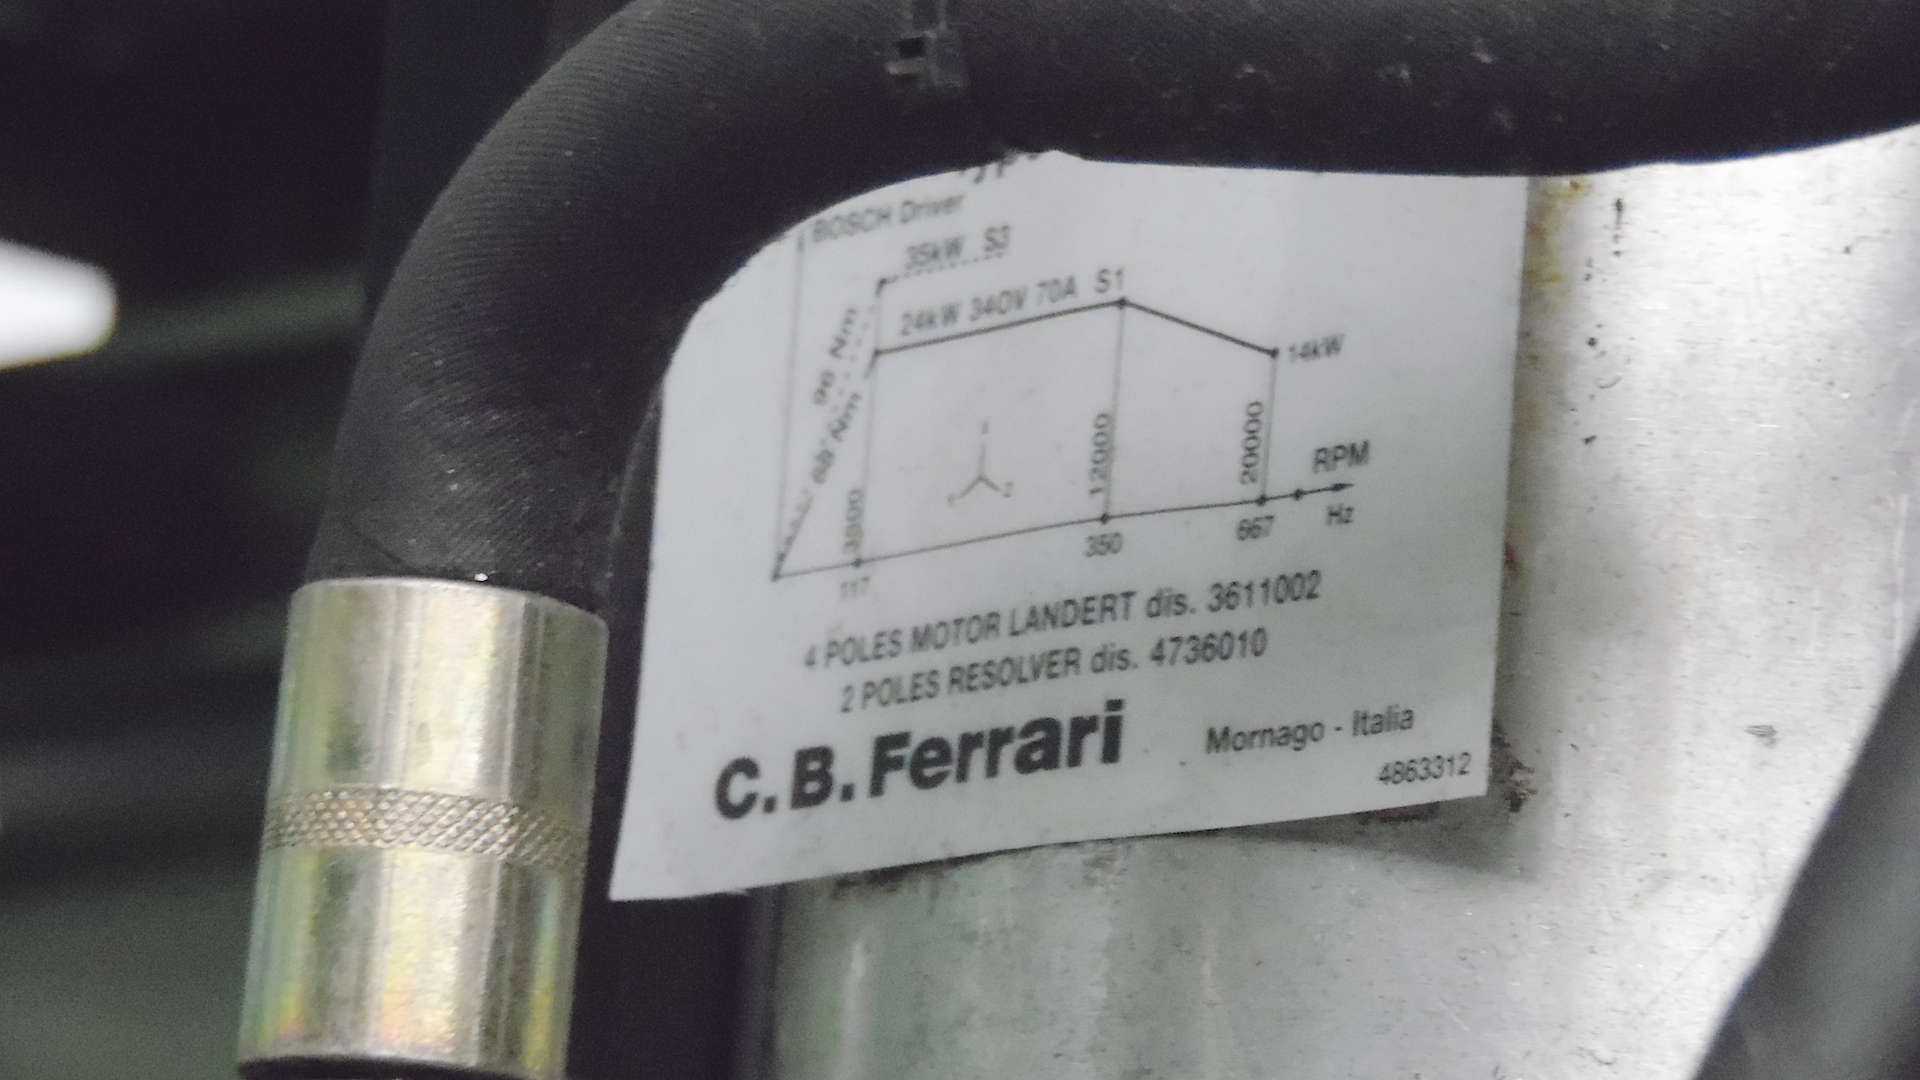 BOSCH Driver
35kW S3
24kW 340V 70A S1
14kW
96 Nm
68 Nm
12000
20000
RPM
117
350
667
Hz
4 POLES MOTOR LANDERT dis. 3611002
2 POLES RESOLVER dis. 4736010
C.B.Ferrari Mornago - Italia
4863312